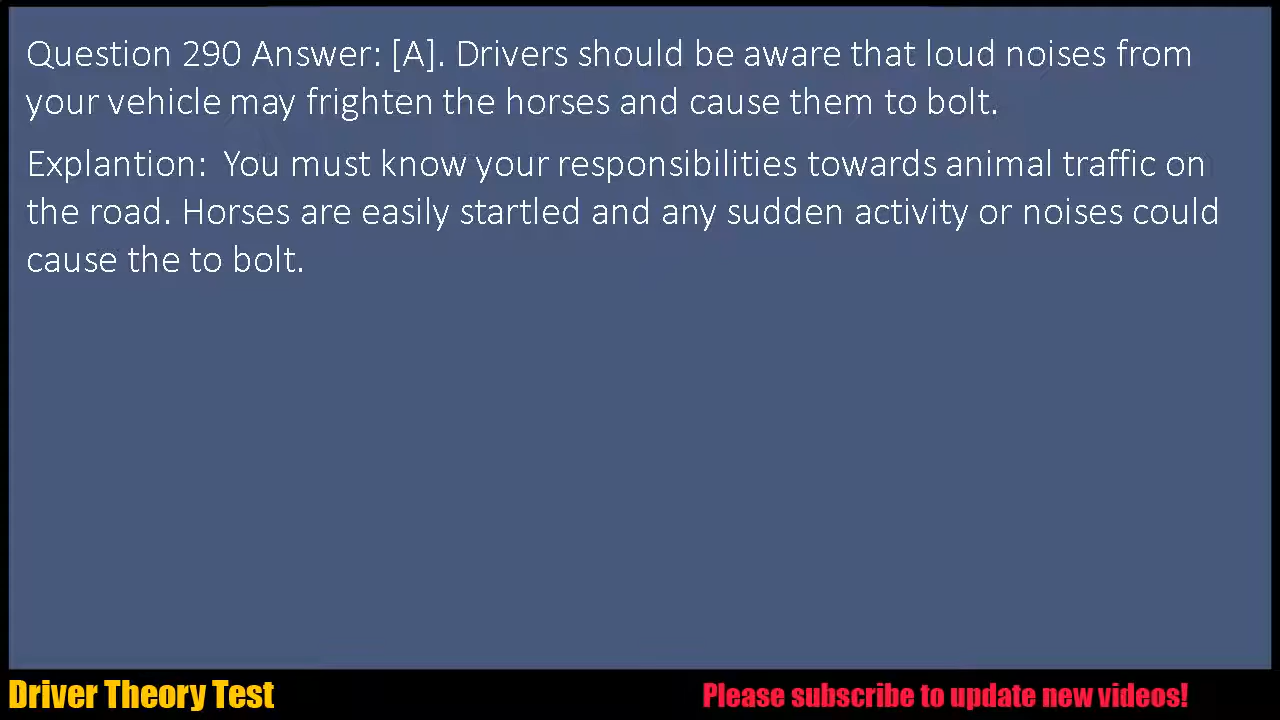 Question 290 Answer: [A]. Drivers should be aware that loud noises from
your vehicle may frighten the horses and cause them to bolt.
Explantion: You must know your responsibilities towards animal traffic on
the road. Horses are easily startled and any sudden activity or noises could
cause the to bolt.
Driver Theory Test
Please subscribe to update new videos!